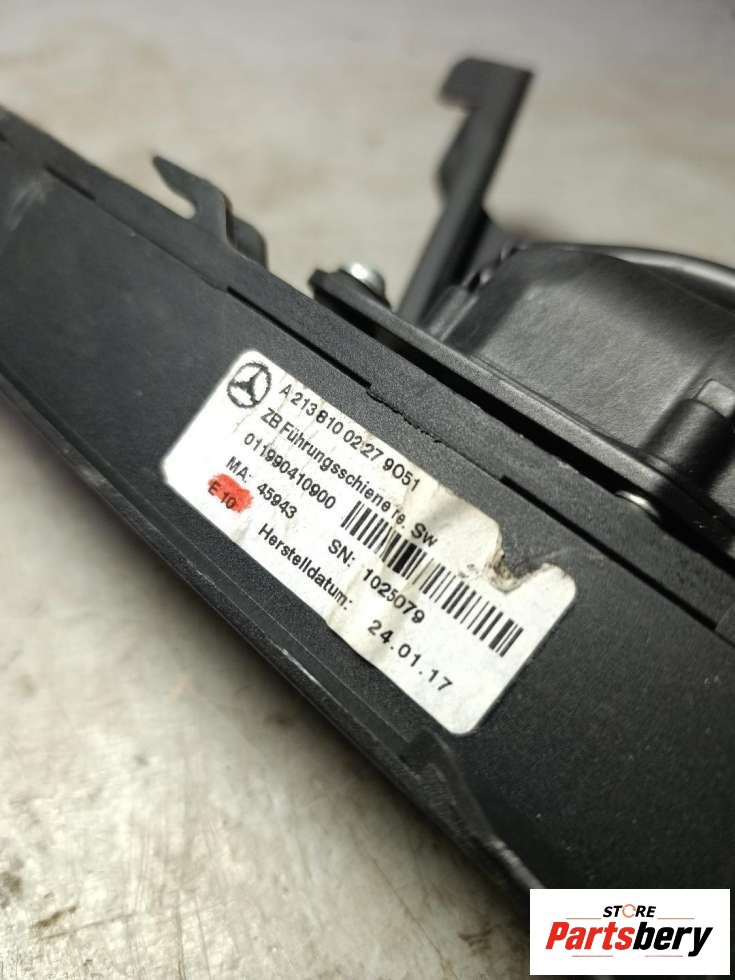 A 213 810 02 27 9051
ZB Führungsschiene re. Sw
011990410900
MA: 45943 SN: 1025079
E 10 Herstelldatum: 24.01.17
STORE
Partsbery